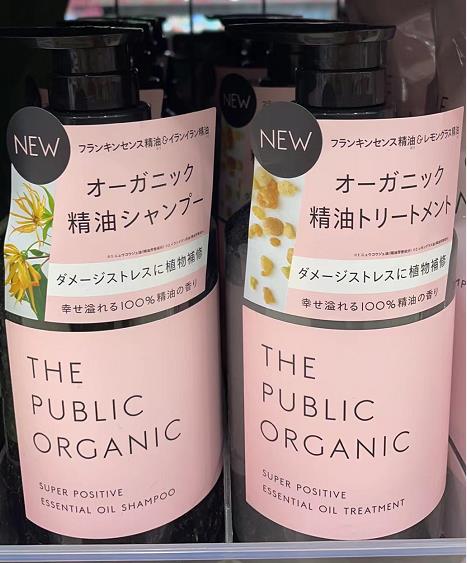 NEW
フランキンセンス精油&イランイラン精油
オーガニック
精油シャンプー
ダメージストレスに植物補修
幸せ溢れる100%精油の香り
THE
PUBLIC
ORGANIC
SUPER POSITIVE
ESSENTIAL OIL SHAMPOO
NEW
フランキンセンス精油&レモングラス精油
オーガニック
精油トリートメント
ダメージストレスに植物補修
幸せ溢れる100%精油の香り
THE
PUBLIC
ORGANIC
SUPER POSITIVE
ESSENTIAL OIL TREATMENT
NEW